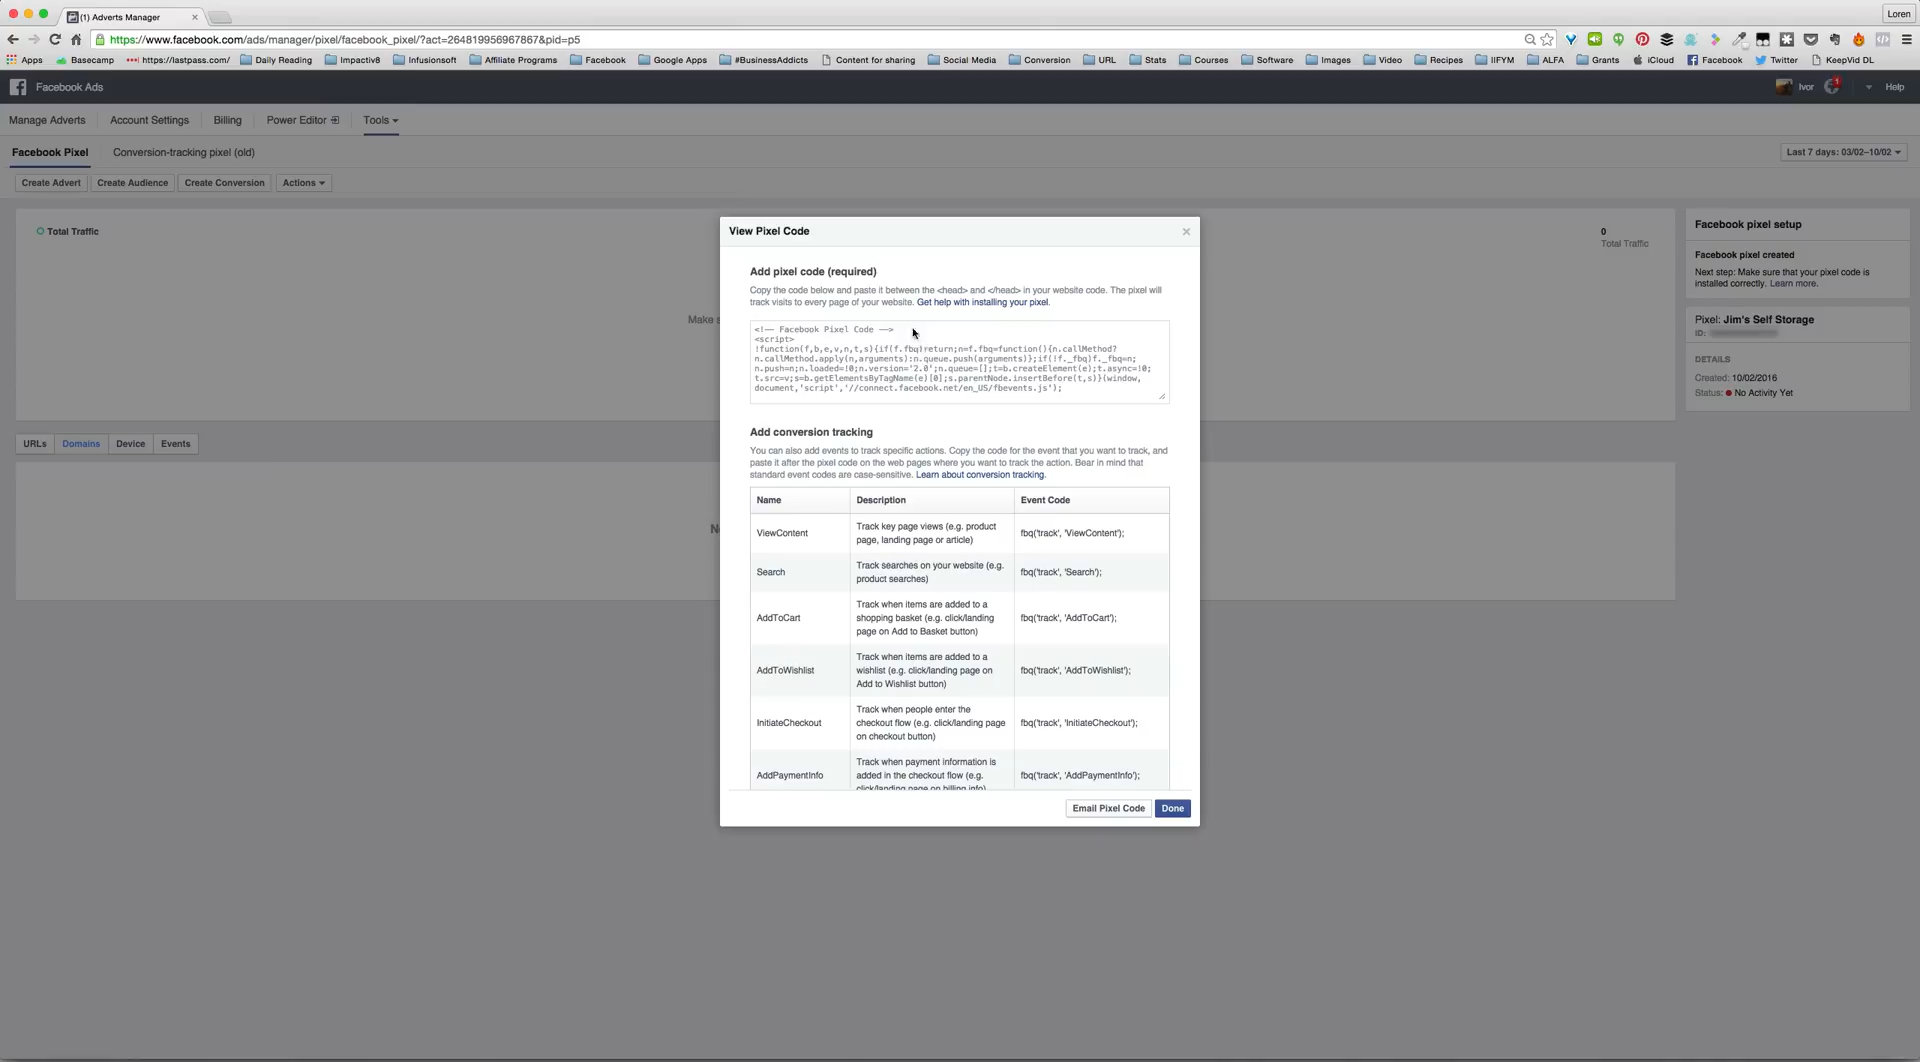 (1) Adverts Manager
Loren
https://www.facebook.com/ads/manager/pixel/facebook_pixel/?act=264819956967867&pid=p5
Apps Basecamp https://lastpass.com/ Daily Reading Impactiv8 Infusionsoft Affiliate Programs Facebook Google Apps #BusinessAddicts Content for sharing Social Media Conversion URL Stats Courses Software Images Video Recipes IIFYM ALFA Grants iCloud Facebook Twitter KeepVid DL
Facebook Ads
Ivor 1 Help
Manage Adverts Account Settings Billing Power Editor Tools
Facebook Pixel Conversion-tracking pixel (old)
Last 7 days: 03/02–10/02
Create Advert Create Audience Create Conversion Actions
Total Traffic
0
Total Traffic
Make s
URLs Domains Device Events
Facebook pixel setup
Facebook pixel created
Next step: Make sure that your pixel code is
installed correctly. Learn more.
Pixel: Jim's Self Storage
ID:
DETAILS
Created: 10/02/2016
Status: No Activity Yet
View Pixel Code
Add pixel code (required)
Copy the code below and paste it between the <head> and </head> in your website code. The pixel will
track visits to every page of your website. Get help with installing your pixel.
<!-- Facebook Pixel Code -->
<script>
!function(f,b,e,v,n,t,s){if(f.fbq)return;n=f.fbq=function(){n.callMethod?
n.callMethod.apply(n,arguments):n.queue.push(arguments)};if(!f._fbq)f._fbq=n;
n.push=n;n.loaded=!0;n.version='2.0';n.queue=[];t=b.createElement(e);t.async=!0;
t.src=v;s=b.getElementsByTagName(e)[0];s.parentNode.insertBefore(t,s)}(window,
document,'script','//connect.facebook.net/en_US/fbevents.js');
Add conversion tracking
You can also add events to track specific actions. Copy the code for the event that you want to track, and
paste it after the pixel code on the web pages where you want to track the action. Bear in mind that
standard event codes are case-sensitive. Learn about conversion tracking.
Name Description Event Code
ViewContent
Track key page views (e.g. product
page, landing page or article)
fbq('track', 'ViewContent');
Search
Track searches on your website (e.g.
product searches)
fbq('track', 'Search');
AddToCart
Track when items are added to a
shopping basket (e.g. click/landing
page on Add to Basket button)
fbq('track', 'AddToCart');
AddToWishlist
Track when items are added to a
wishlist (e.g. click/landing page on
Add to Wishlist button)
fbq('track', 'AddToWishlist');
InitiateCheckout
Track when people enter the
checkout flow (e.g. click/landing page
on checkout button)
fbq('track', 'InitiateCheckout');
AddPaymentInfo
Track when payment information is
added in the checkout flow (e.g.
click/landing page on billing info)
fbq('track', 'AddPaymentInfo');
Email Pixel Code Done